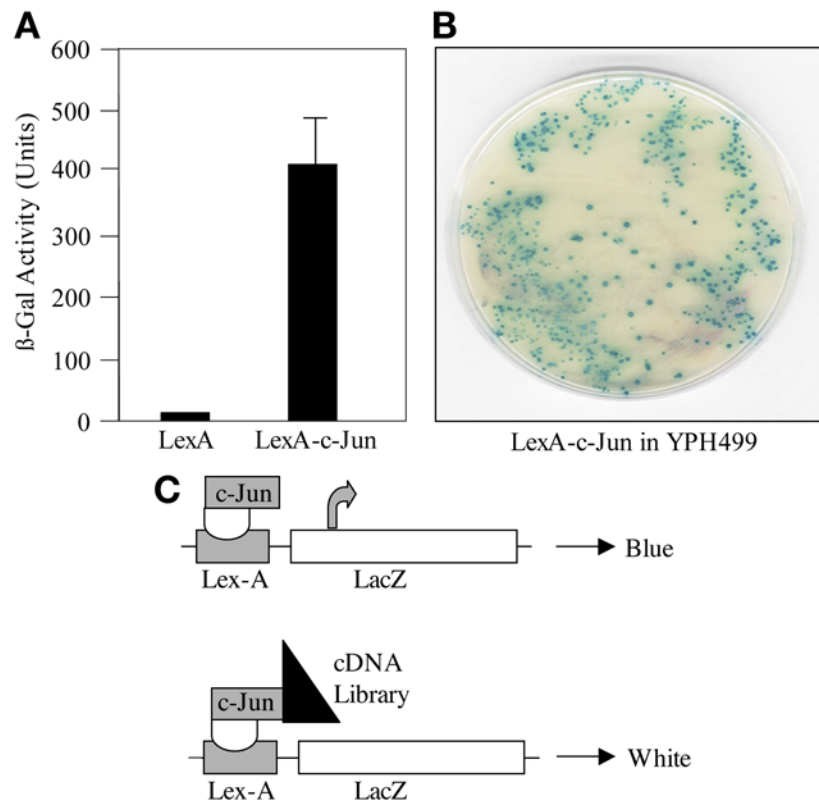 A
600
500
400
300
200
100
0
ß-Gal Activity (Units)
LexA
LexA-c-Jun
B
LexA-c-Jun in YPH499
C
c-Jun
Lex-A
LacZ
Blue
c-Jun
cDNA
Library
Lex-A
LacZ
White